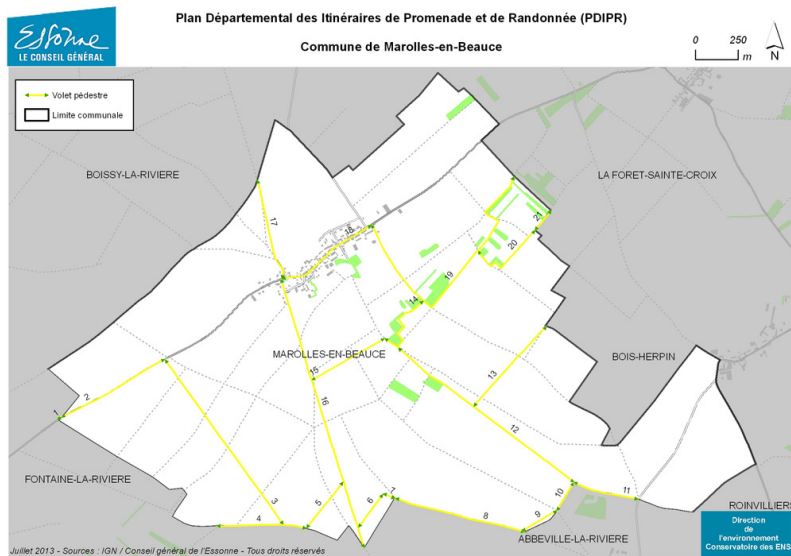 Plan Départemental des Itinéraires de Promenade et de Randonnée (PDIPR)
Commune de Marolles-en-Beauce
Essonne
LE CONSEIL GÉNÉRAL
0 250
m
N
Volet pédestre
Limite communale
BOISSY-LA-RIVIERE
LA FORET-SAINTE-CROIX
17
18
21
20
19
14
MAROLLES-EN-BEAUCE
BOIS-HERPIN
15
13
16
2
1
12
FONTAINE-LA-RIVIERE
3
4
5
6
7
8
9
10
11
ROINVILLIERS
ABBEVILLE-LA-RIVIERE
Direction
de
l'environnement
Conservatoire des ENS
Juillet 2013 - Sources : IGN / Conseil général de l'Essonne - Tous droits réservés